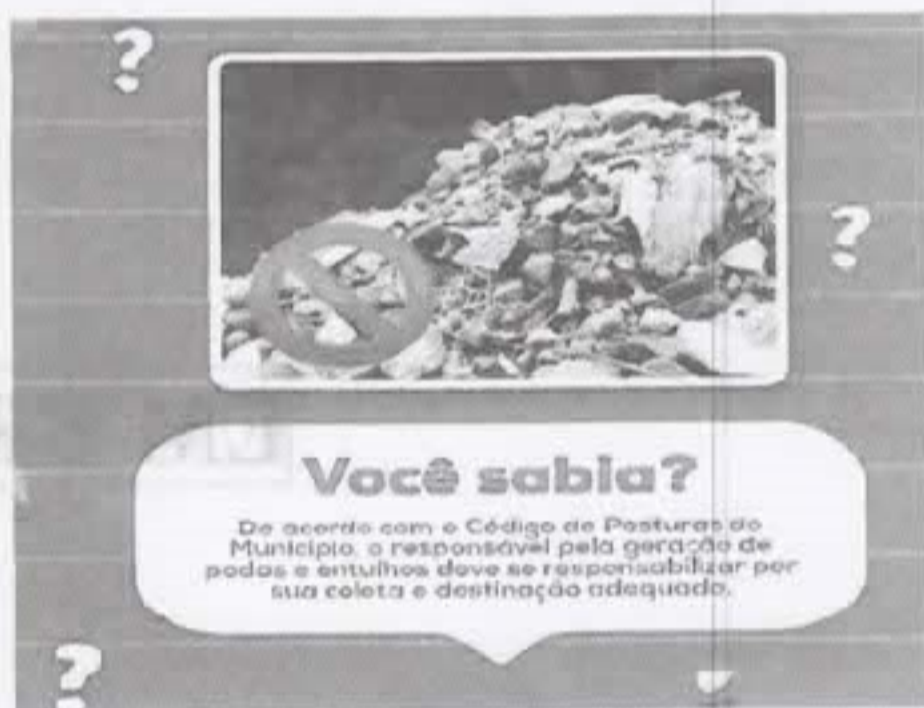 ?
?
Você sabia?
De acordo com o Código de Posturas do
Município, o responsável pela geração de
podas e entulhos deve se responsabilizar por
sua coleta e destinação adequada.
?